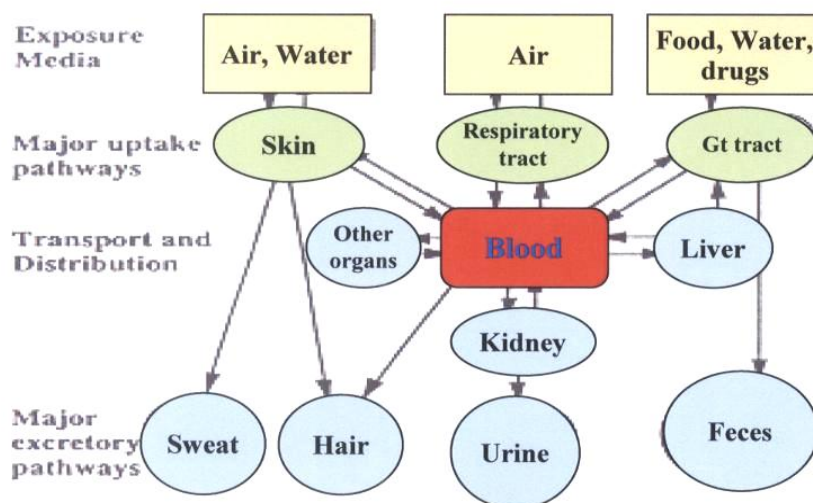 Exposure
Media
Air, Water
Air
Food, Water,
drugs
Major uptake
pathways
Skin
Respiratory
tract
Gt tract
Transport and
Distribution
Other
organs
Blood
Liver
Kidney
Major
excretory
pathways
Sweat
Hair
Urine
Feces